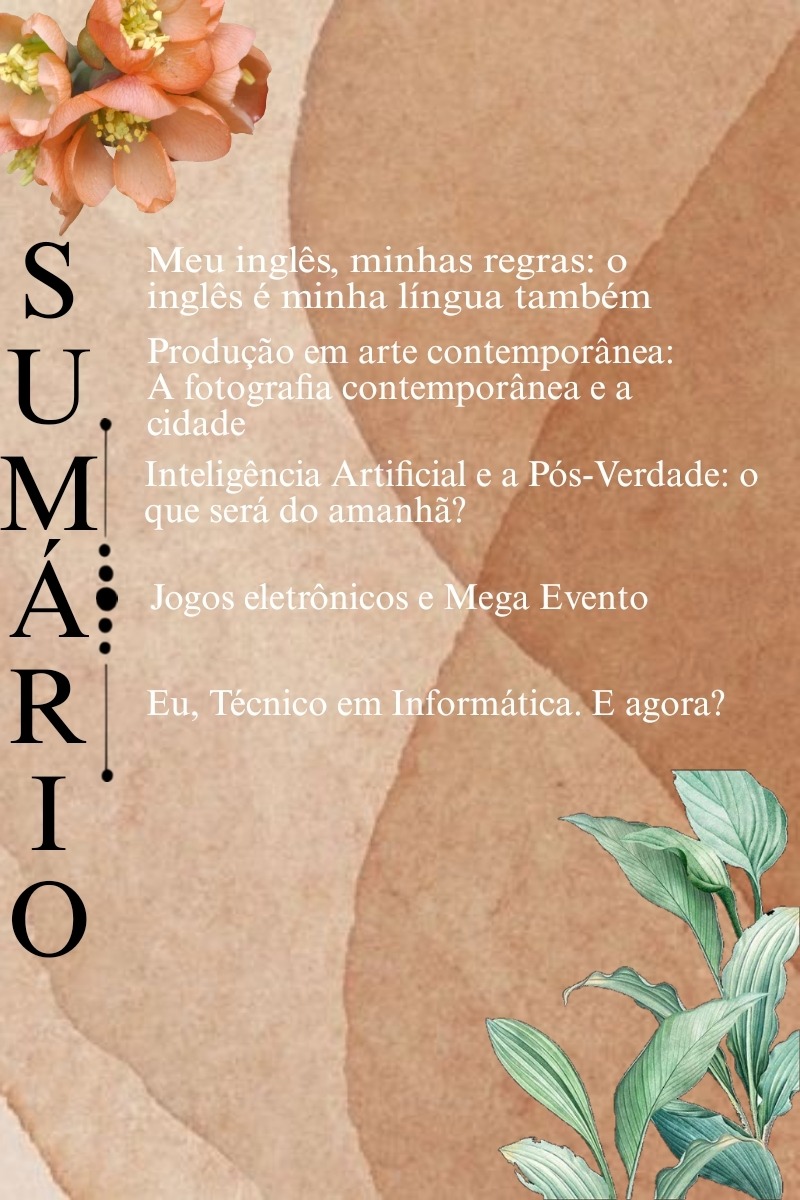 SUMÁRIO
Meu inglês, minhas regras: o
inglês é minha língua também
Produção em arte contemporânea:
A fotografia contemporânea e a
cidade
Inteligência Artificial e a Pós-Verdade: o
que será do amanhã?
Jogos eletrônicos e Mega Evento
Eu, Técnico em Informática. E agora?